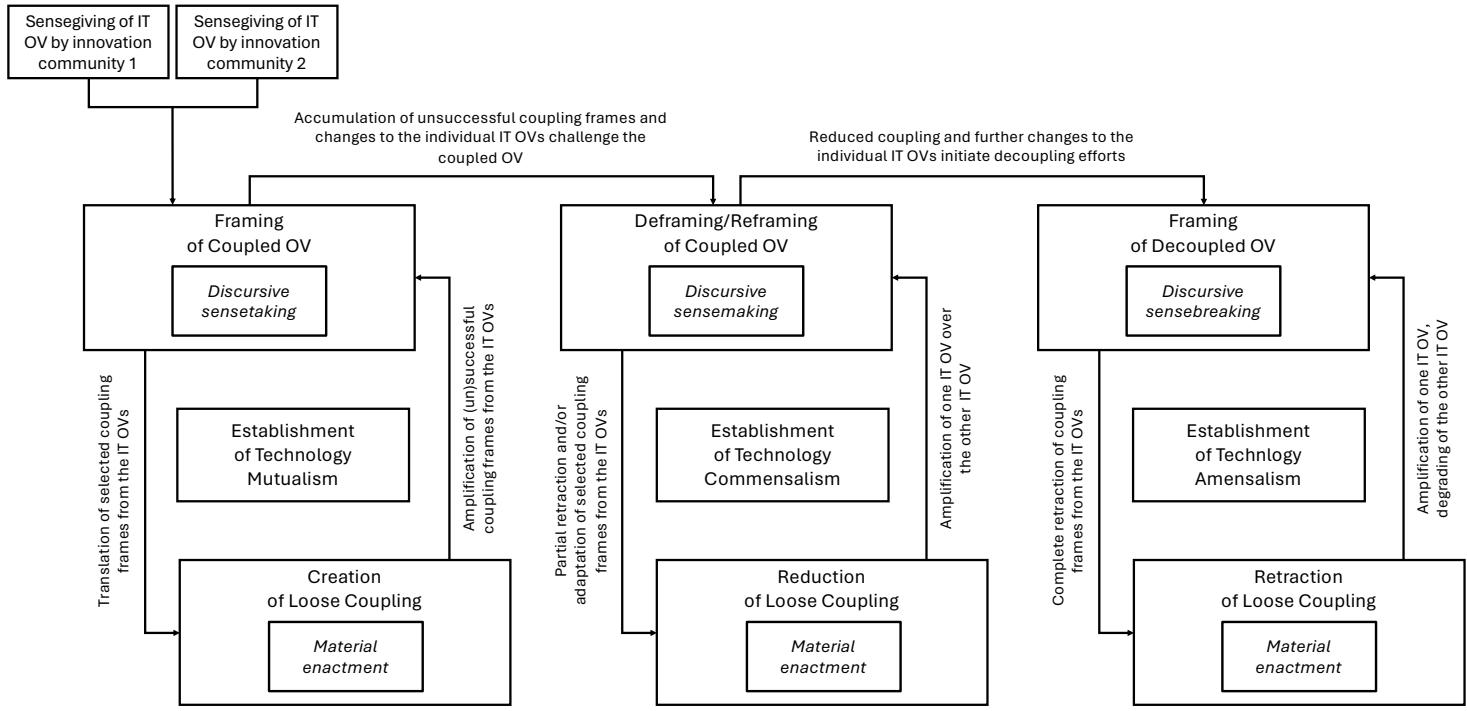 Sensegiving of IT
OV by innovation
community 1
Sensegiving of IT
OV by innovation
community 2
Accumulation of unsuccessful coupling frames and
changes to the individual IT OVs challenge the
coupled OV
Reduced coupling and further changes to the
individual IT OVs initiate decoupling efforts
Framing
of Coupled OV
Discursive
sensetaking
Deframing/Reframing
of Coupled OV
Discursive
sensemaking
Framing
of Decoupled OV
Discursive
sensebreaking
Translation of selected coupling
frames from the IT OVs
Establishment
of Technology
Mutualism
Amplification of (un)successful
coupling frames from the IT OVs
Partial retraction and/or
adaptation of selected coupling
frames from the IT OVs
Establishment
of Technology
Commensalism
Amplification of one IT OV over
the other IT OV
Complete retraction of coupling
frames from the IT OVs
Establishment
of Technlogy
Amensalism
Amplification of one IT OV,
degrading of the other IT OV
Creation
of Loose Coupling
Material
enactment
Reduction
of Loose Coupling
Material
enactment
Retraction
of Loose Coupling
Material
enactment